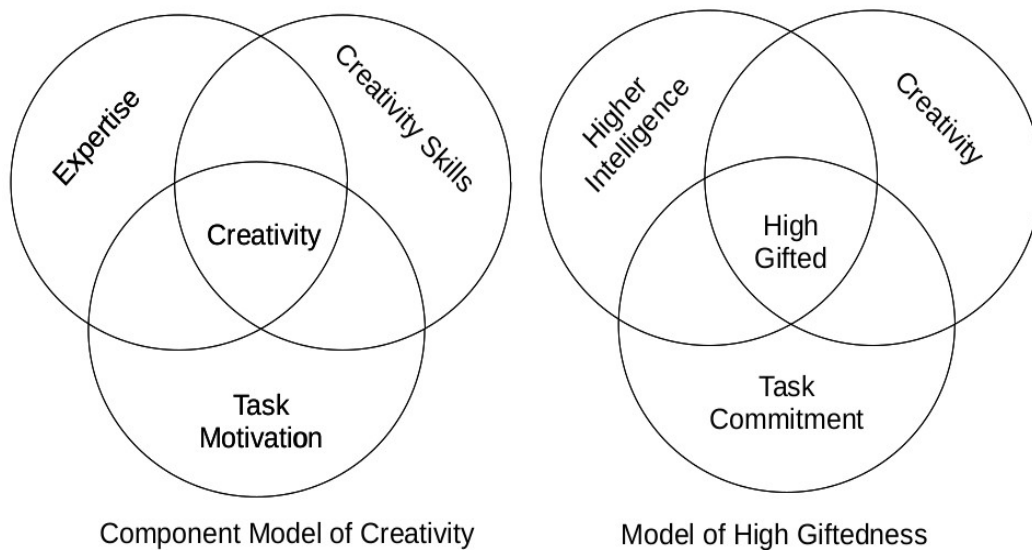 Expertise
Creativity Skills
Creativity
Task
Motivation
Component Model of Creativity
Higher
Intelligence
Creativity
High
Gifted
Task
Commitment
Model of High Giftedness